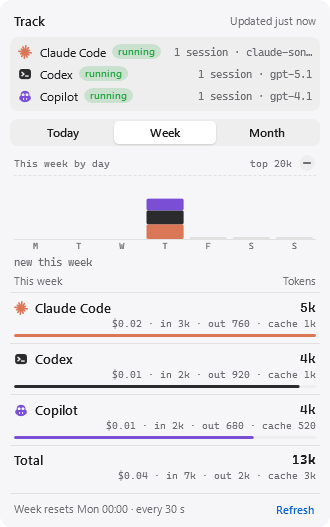 Track Updated just now
Claude Code running 1 session · claude-son…
Codex running 1 session · gpt-5.1
Copilot running 1 session · gpt-4.1
Today Week Month
This week by day top 20k
M T W T F S S
new this week
This week Tokens
Claude Code 5k
$0.02 · in 3k · out 760 · cache 1k
Codex 4k
$0.01 · in 2k · out 920 · cache 1k
Copilot 4k
$0.01 · in 2k · out 680 · cache 520
Total 13k
$0.04 · in 7k · out 2k · cache 3k
Week resets Mon 00:00 · every 30 s Refresh